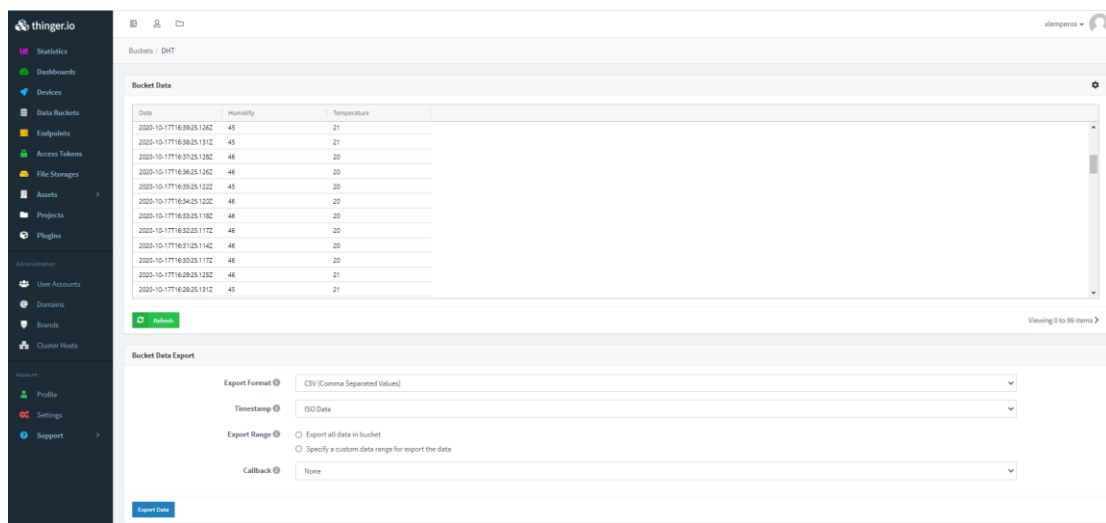 thinger.io
xlemperos
Statistics
Dashboards
Devices
Data Buckets
Endpoints
Access Tokens
File Storages
Assets
Projects
Plugins
Administration
User Accounts
Domains
Brands
Cluster Hosts
Account
Profile
Settings
Support
Buckets / DHT
Bucket Data
Date Humidity Temperature
2020-10-17T16:39:25.126Z 45 21
2020-10-17T16:38:25.131Z 45 21
2020-10-17T16:37:25.128Z 46 20
2020-10-17T16:36:25.126Z 46 20
2020-10-17T16:35:25.122Z 45 20
2020-10-17T16:34:25.120Z 46 20
2020-10-17T16:33:25.118Z 46 20
2020-10-17T16:32:25.117Z 46 20
2020-10-17T16:31:25.114Z 46 20
2020-10-17T16:30:25.117Z 46 20
2020-10-17T16:29:25.125Z 46 21
2020-10-17T16:28:25.131Z 45 21
Refresh
Viewing 0 to 99 items
Bucket Data Export
Export Format CSV (Comma Separated Values)
Timestamp ISO Date
Export Range Export all data in bucket
Specify a custom data range for export the data
Callback None
Export Data